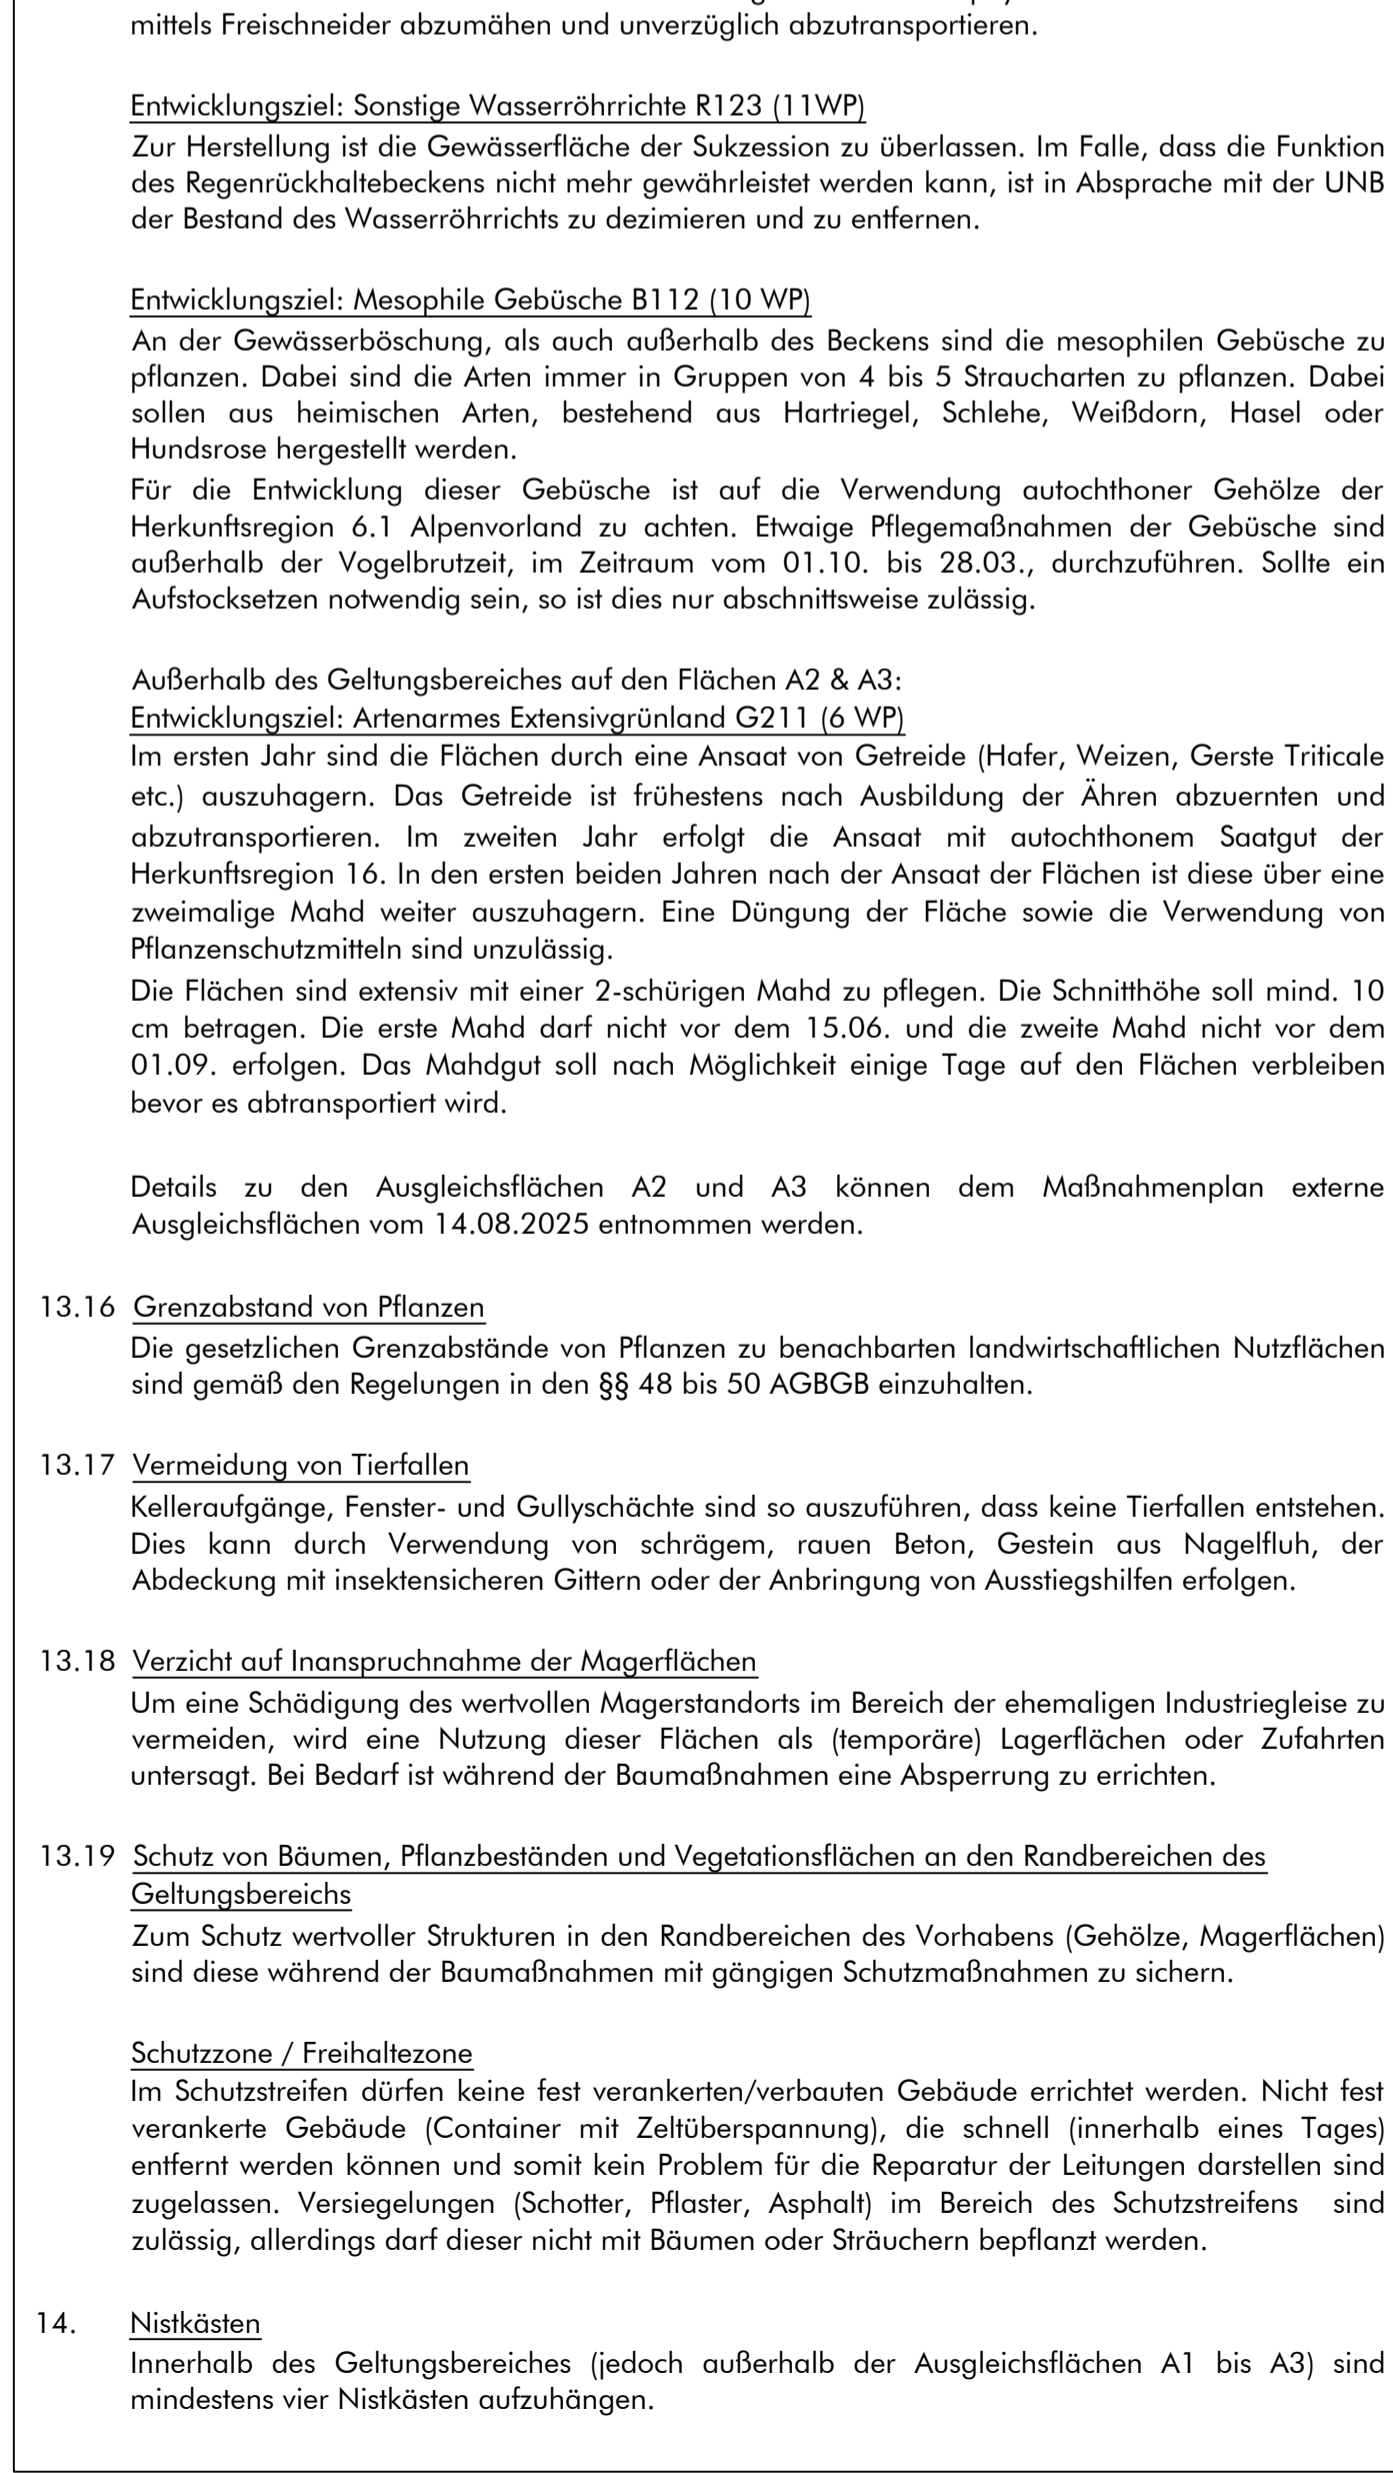 mittels Freischneider abzumähen und unverzüglich abzutransportieren.
Entwicklungsziel: Sonstige Wasserröhrrichte R123 (11WP)
Zur Herstellung ist die Gewässerfläche der Sukzession zu überlassen. Im Falle, dass die Funktion
des Regenrückhaltebeckens nicht mehr gewährleistet werden kann, ist in Absprache mit der UNB
der Bestand des Wasserröhrrichts zu dezimieren und zu entfernen.
Entwicklungsziel: Mesophile Gebüsche B112 (10 WP)
An der Gewässerböschung, als auch außerhalb des Beckens sind die mesophilen Gebüsche zu
pflanzen. Dabei sind die Arten immer in Gruppen von 4 bis 5 Straucharten zu pflanzen. Dabei
sollen aus heimischen Arten, bestehend aus Hartriegel, Schlehe, Weißdorn, Hasel oder
Hundsrose hergestellt werden.
Für die Entwicklung dieser Gebüsche ist auf die Verwendung autochthoner Gehölze der
Herkunftsregion 6.1 Alpenvorland zu achten. Etwaige Pflegemaßnahmen der Gebüsche sind
außerhalb der Vogelbrutzeit, im Zeitraum vom 01.10. bis 28.03., durchzuführen. Sollte ein
Aufstocksetzen notwendig sein, so ist dies nur abschnittsweise zulässig.
Außerhalb des Geltungsbereiches auf den Flächen A2 & A3:
Entwicklungsziel: Artenarmes Extensivgrünland G211 (6 WP)
Im ersten Jahr sind die Flächen durch eine Ansaat von Getreide (Hafer, Weizen, Gerste Triticale
etc.) auszuhagern. Das Getreide ist frühestens nach Ausbildung der Ähren abzuernten und
abzutransportieren. Im zweiten Jahr erfolgt die Ansaat mit autochthonem Saatgut der
Herkunftsregion 16. In den ersten beiden Jahren nach der Ansaat der Flächen ist diese über eine
zweimalige Mahd weiter auszuhagern. Eine Düngung der Fläche sowie die Verwendung von
Pflanzenschutzmitteln sind unzulässig.
Die Flächen sind extensiv mit einer 2-schürigen Mahd zu pflegen. Die Schnitthöhe soll mind. 10
cm betragen. Die erste Mahd darf nicht vor dem 15.06. und die zweite Mahd nicht vor dem
01.09. erfolgen. Das Mahdgut soll nach Möglichkeit einige Tage auf den Flächen verbleiben
bevor es abtransportiert wird.
Details zu den Ausgleichsflächen A2 und A3 können dem Maßnahmenplan externe
Ausgleichsflächen vom 14.08.2025 entnommen werden.
13.16 Grenzabstand von Pflanzen
Die gesetzlichen Grenzabstände von Pflanzen zu benachbarten landwirtschaftlichen Nutzflächen
sind gemäß den Regelungen in den §§ 48 bis 50 AGBGB einzuhalten.
13.17 Vermeidung von Tierfallen
Kelleraufgänge, Fenster- und Gullyschächte sind so auszuführen, dass keine Tierfallen entstehen.
Dies kann durch Verwendung von schrägem, rauen Beton, Gestein aus Nagelfluh, der
Abdeckung mit insektensicheren Gittern oder der Anbringung von Ausstiegshilfen erfolgen.
13.18 Verzicht auf Inanspruchnahme der Magerflächen
Um eine Schädigung des wertvollen Magerstandorts im Bereich der ehemaligen Industriegleise zu
vermeiden, wird eine Nutzung dieser Flächen als (temporäre) Lagerflächen oder Zufahrten
untersagt. Bei Bedarf ist während der Baumaßnahmen eine Absperrung zu errichten.
13.19 Schutz von Bäumen, Pflanzbeständen und Vegetationsflächen an den Randbereichen des
Geltungsbereichs
Zum Schutz wertvoller Strukturen in den Randbereichen des Vorhabens (Gehölze, Magerflächen)
sind diese während der Baumaßnahmen mit gängigen Schutzmaßnahmen zu sichern.
Schutzzone / Freihaltezone
Im Schutzstreifen dürfen keine fest verankerten/verbauten Gebäude errichtet werden. Nicht fest
verankerte Gebäude (Container mit Zeltüberspannung), die schnell (innerhalb eines Tages)
entfernt werden können und somit kein Problem für die Reparatur der Leitungen darstellen sind
zugelassen. Versiegelungen (Schotter, Pflaster, Asphalt) im Bereich des Schutzstreifens sind
zulässig, allerdings darf dieser nicht mit Bäumen oder Sträuchern bepflanzt werden.
14. Nistkästen
Innerhalb des Geltungsbereiches (jedoch außerhalb der Ausgleichsflächen A1 bis A3) sind
mindestens vier Nistkästen aufzuhängen.